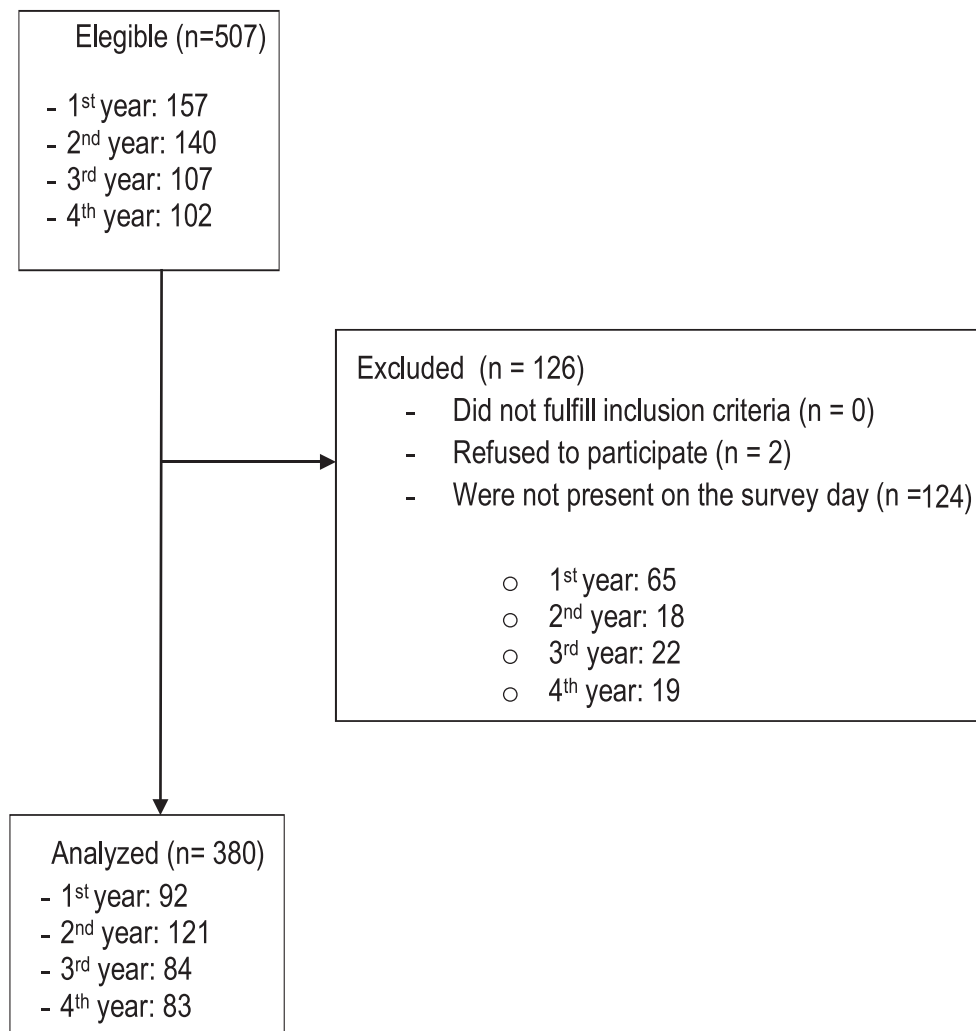 Elegible (n=507)
- 1st year: 157
- 2nd year: 140
- 3rd year: 107
- 4th year: 102
Excluded (n = 126)
- Did not fulfill inclusion criteria (n = 0)
- Refused to participate (n = 2)
- Were not present on the survey day (n =124)
o 1st year: 65
o 2nd year: 18
o 3rd year: 22
o 4th year: 19
Analyzed (n= 380)
- 1st year: 92
- 2nd year: 121
- 3rd year: 84
- 4th year: 83